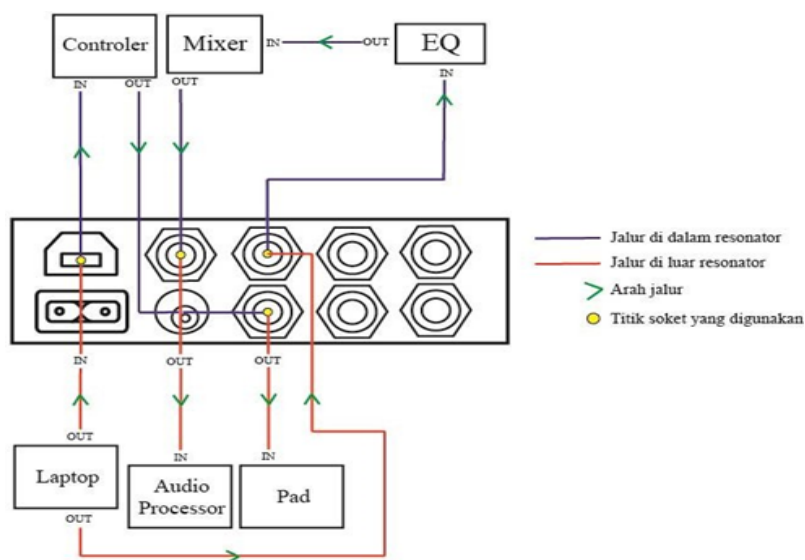 Controler
Mixer
IN
OUT
EQ
IN
OUT
OUT
IN
Jalur di dalam resonator
Jalur di luar resonator
Arah jalur
Titik soket yang digunakan
IN
OUT
OUT
OUT
IN
IN
Laptop
Audio
Processor
Pad
OUT